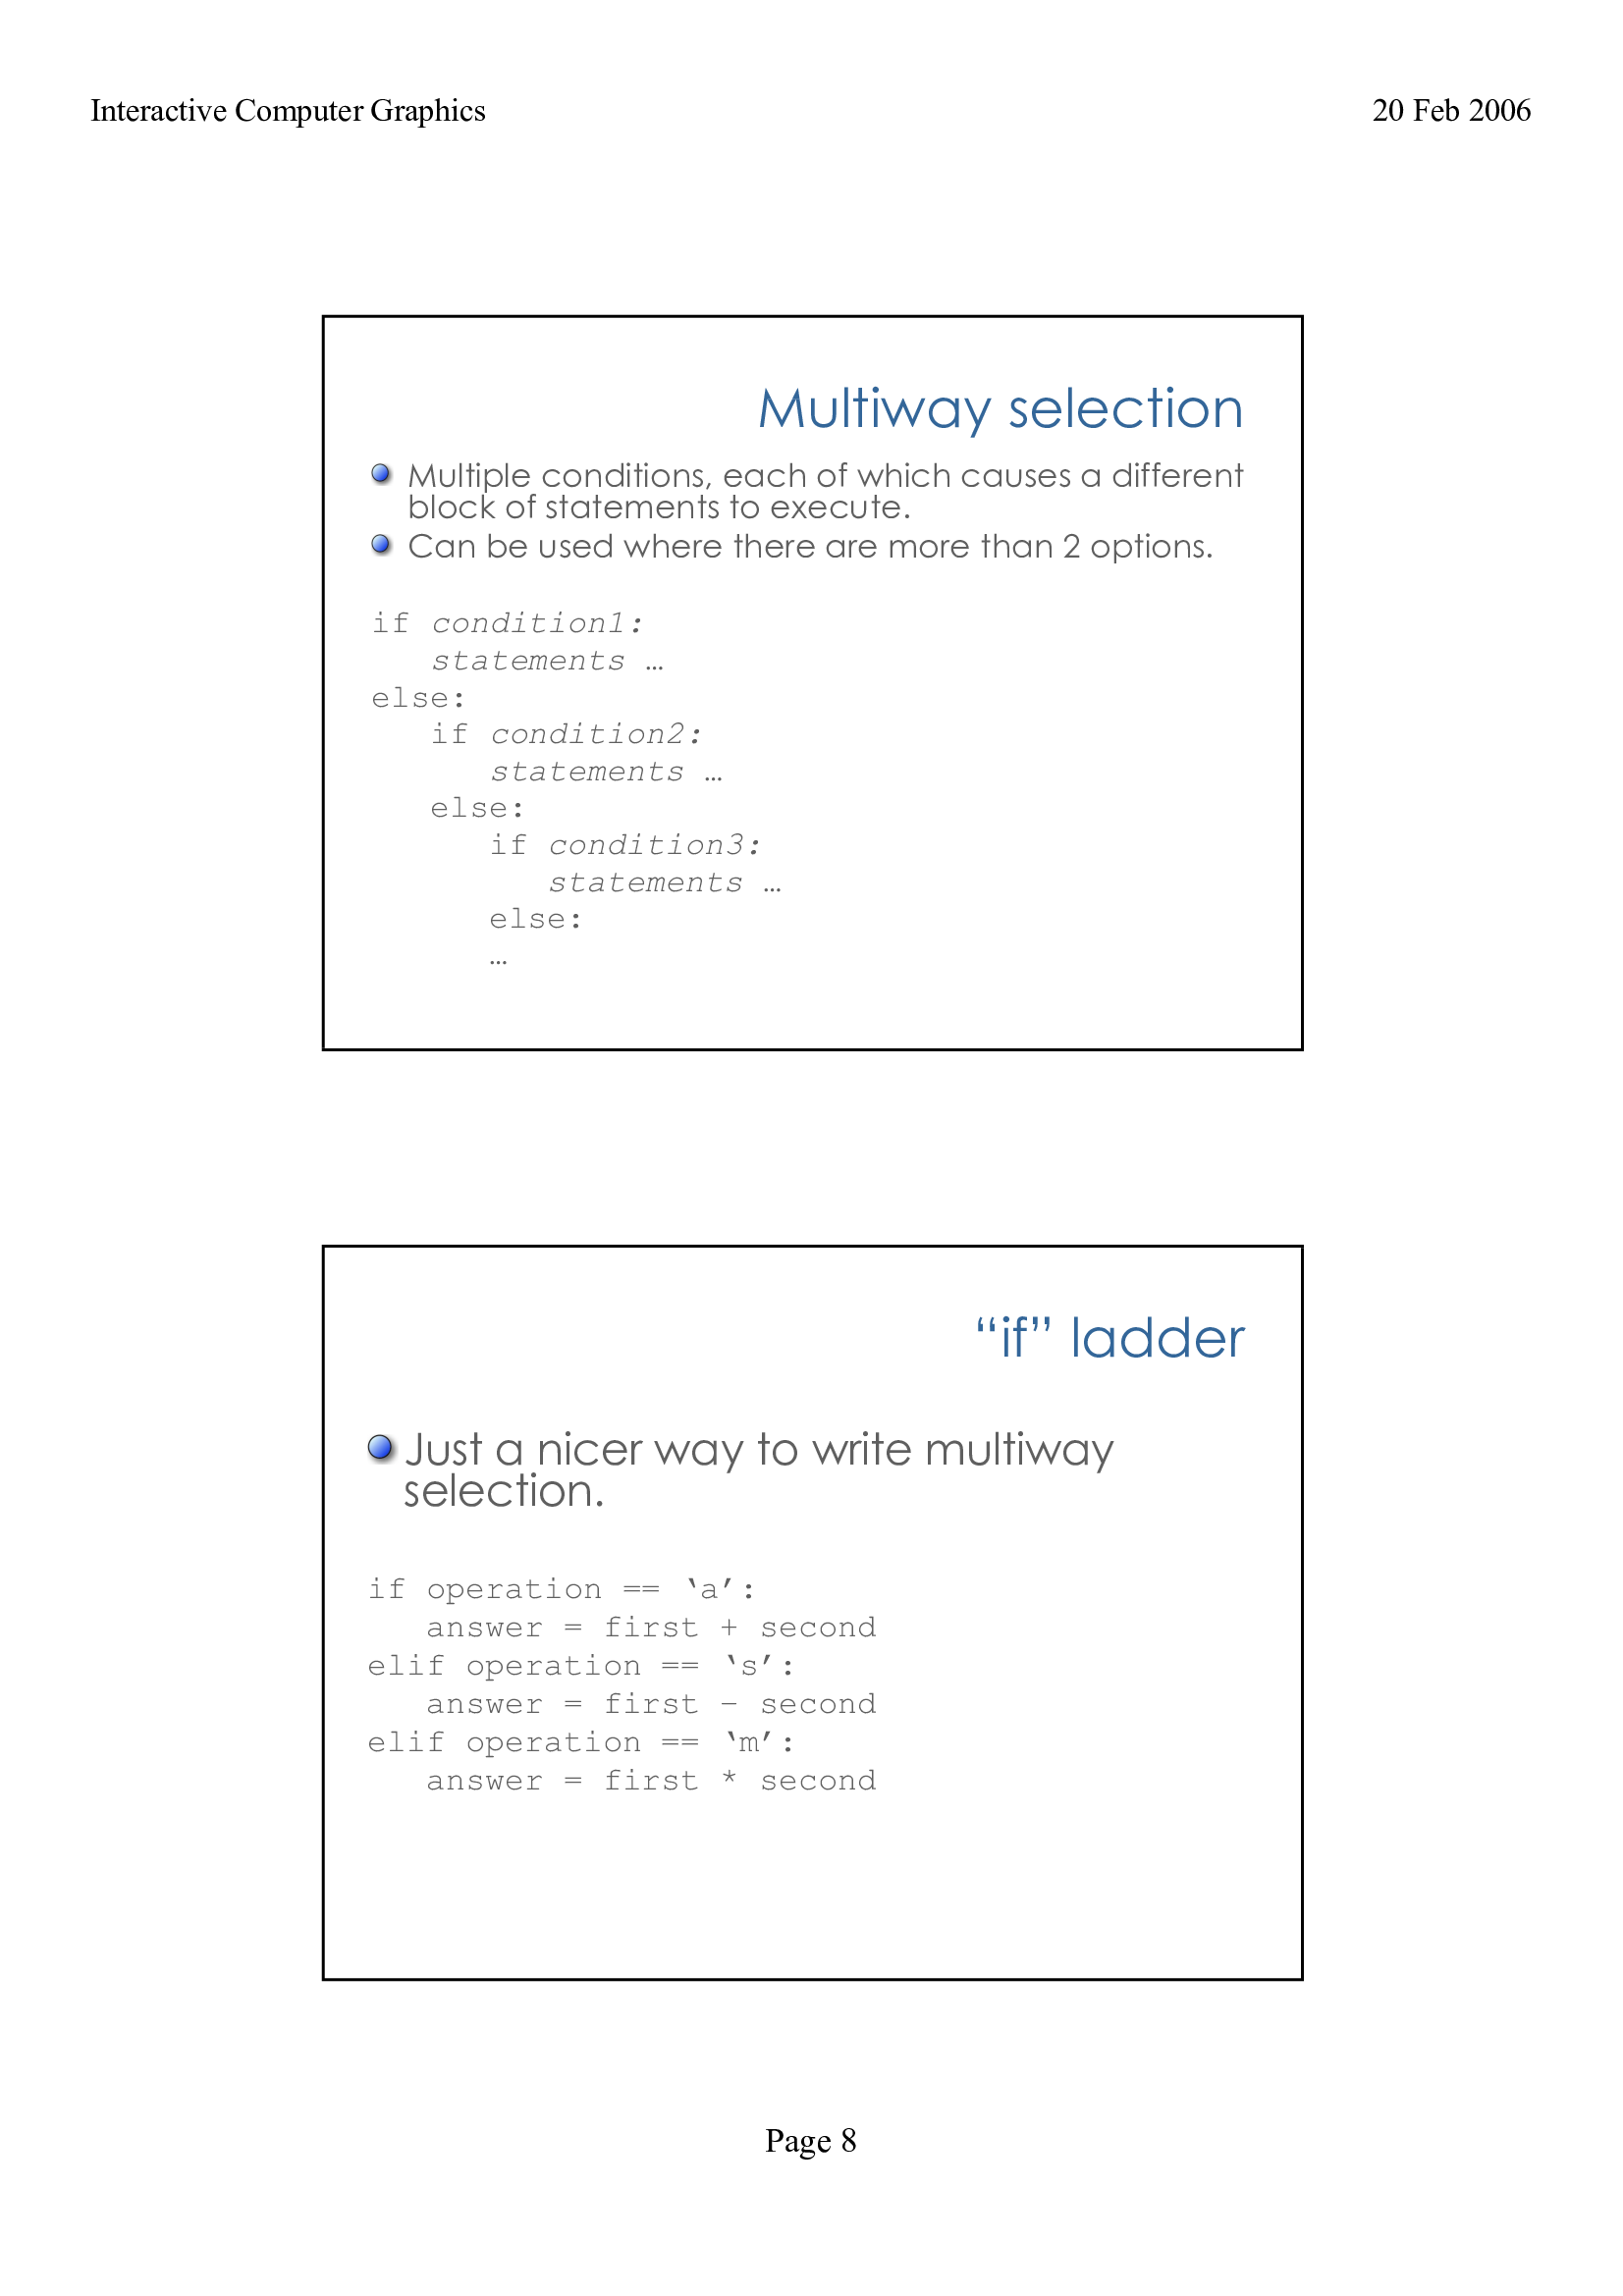 Interactive Computer Graphics
20 Feb 2006
Multiway selection
Multiple conditions, each of which causes a different
block of statements to execute.
Can be used where there are more than 2 options.
if condition1:
   statements …
else:
   if condition2:
      statements …
   else:
      if condition3:
         statements …
      else:
      …
“if” ladder
Just a nicer way to write multiway
selection.
if operation == ‘a’:
   answer = first + second
elif operation == ‘s’:
   answer = first – second
elif operation == ‘m’:
   answer = first * second
Page 8